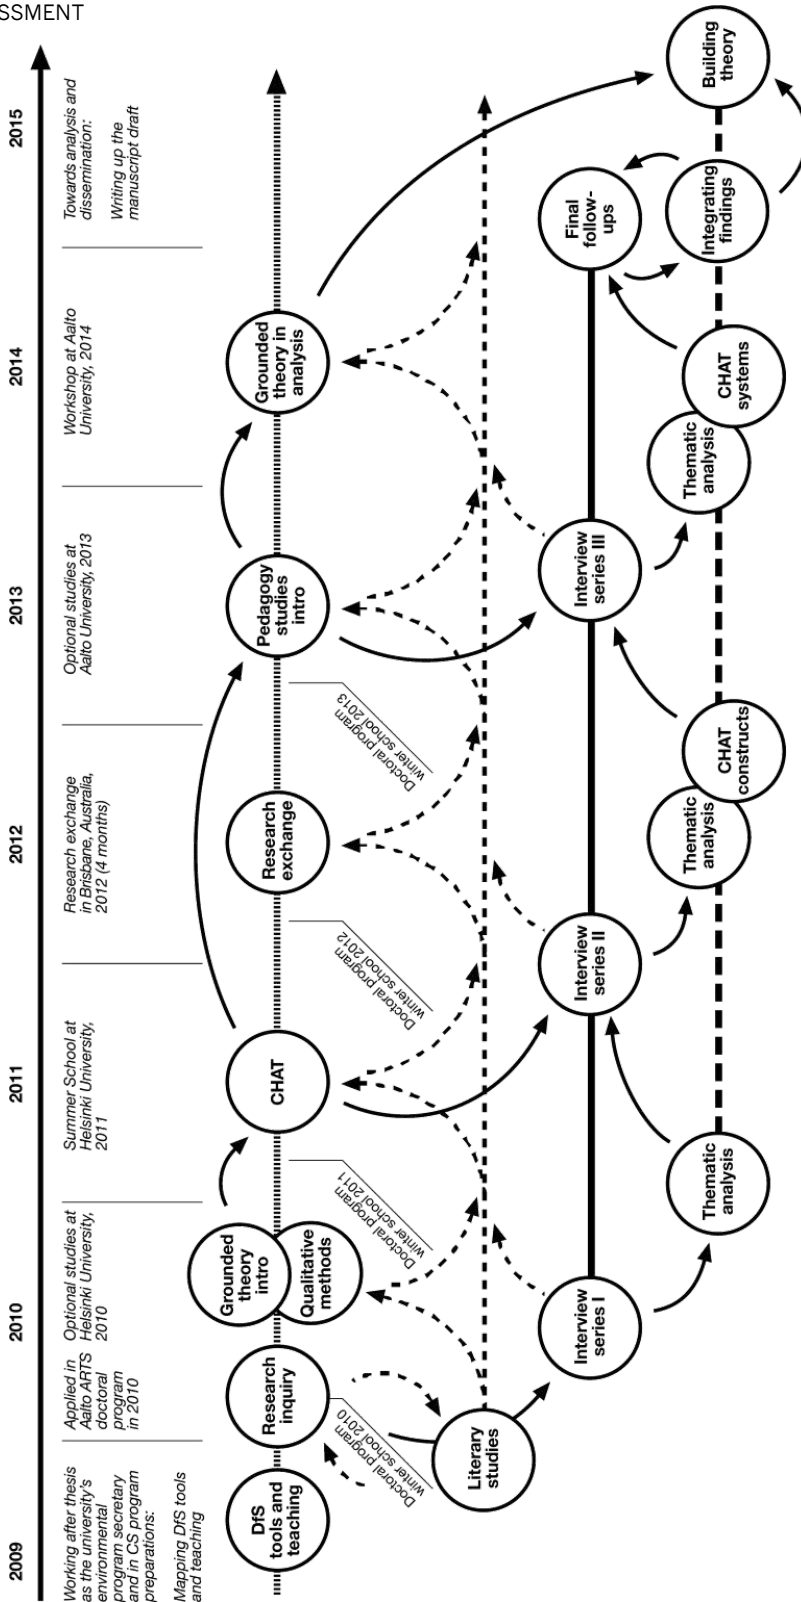 SSMENT
2009
2010
2011
2012
2013
2014
2015
Working after thesis
as the university's
environmental
program secretary
and in CS program
preparations:
Mapping DfS tools
and teaching
Applied in
Aalto ARTS
doctoral
program
in 2010
Optional studies at
Helsinki University,
2010
Summer School at
Helsinki University,
2011
Research exchange
in Brisbane, Australia,
2012 (4 months)
Optional studies at
Aalto University, 2013
Workshop at Aalto
University, 2014
Towards analysis and
dissemination:
Writing up the
manuscript draft
DfS
tools and
teaching
Research
inquiry
Grounded
theory
intro
Qualitative
methods
CHAT
Research
exchange
Pedagogy
studies
intro
Grounded
theory in
analysis
Doctoral program
winter school 2010
Doctoral program
winter school 2011
Doctoral program
winter school 2012
Doctoral program
winter school 2013
Literary
studies
Interview
series I
Interview
series II
Interview
series III
Final
follow-
ups
Thematic
analysis
Thematic
analysis
CHAT
constructs
Thematic
analysis
CHAT
systems
Integrating
findings
Building
theory